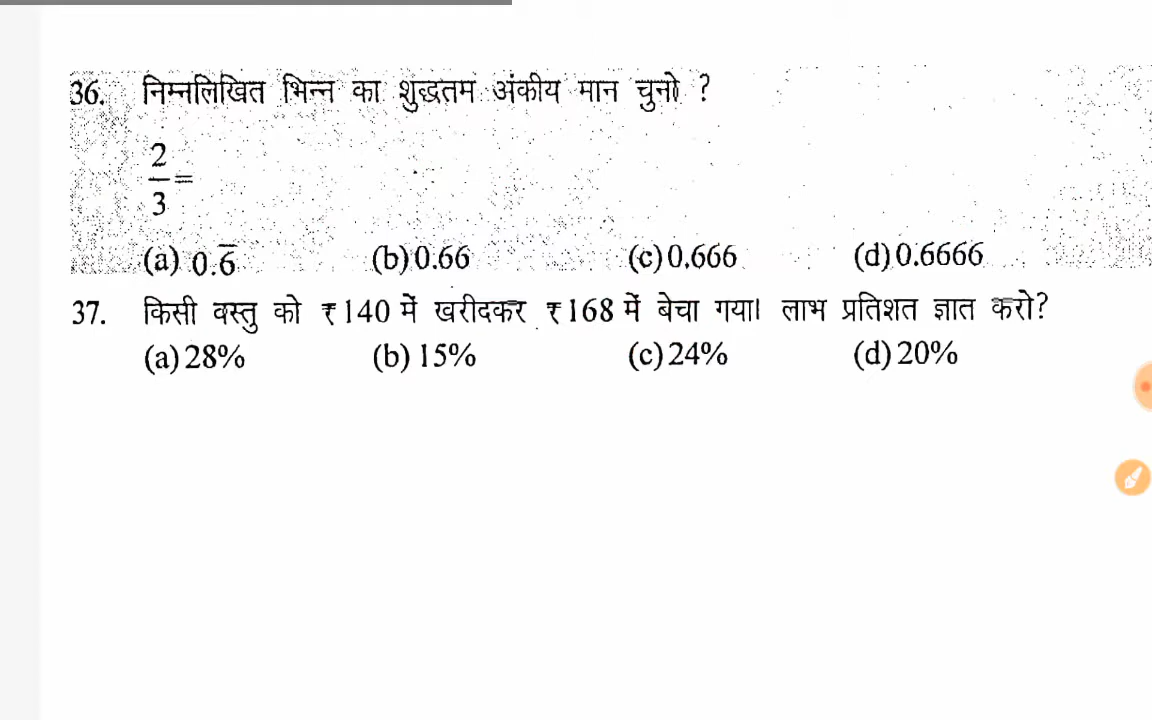 36. निम्नलिखित भिन्न का शुद्धतम अंकीय मान चुनो ?
2
—=
3
(a) 0.6̅ (b) 0.66 (c) 0.666 (d) 0.6666
37. किसी वस्तु को ₹140 में खरीदकर ₹168 में बेचा गया। लाभ प्रतिशत ज्ञात करो?
(a) 28% (b) 15% (c) 24% (d) 20%